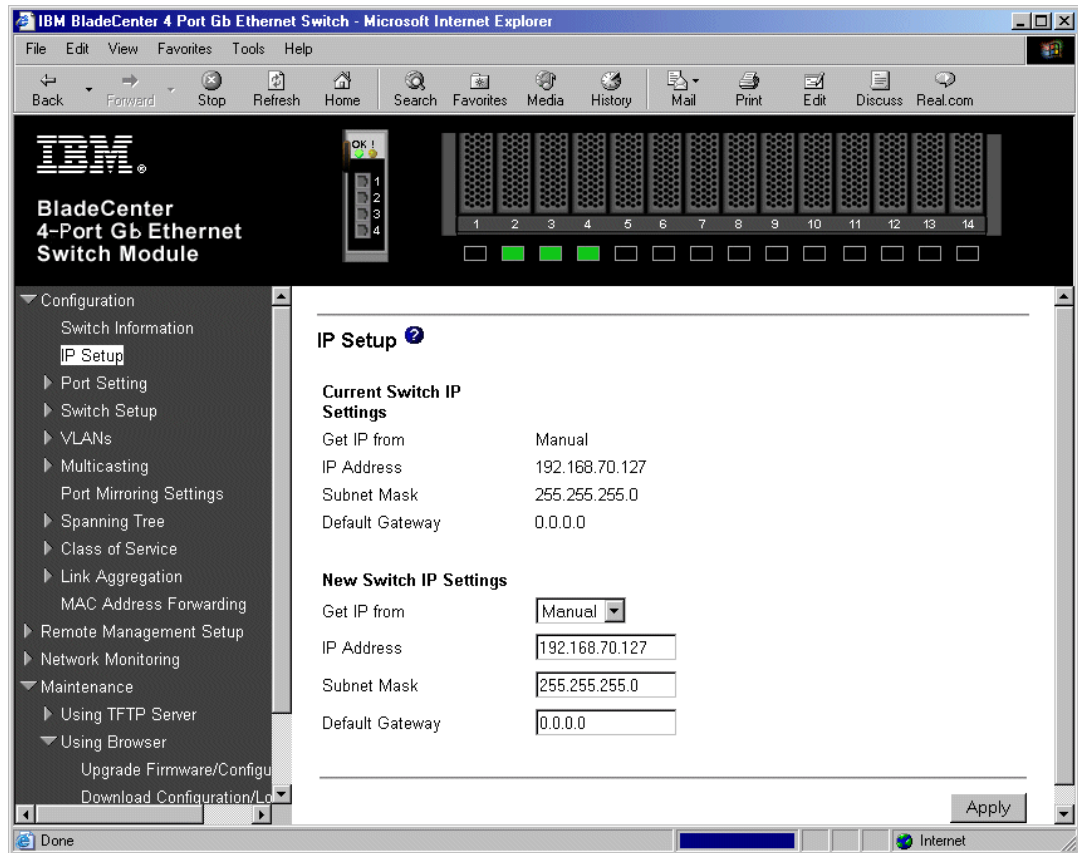 IBM BladeCenter 4 Port Gb Ethernet Switch - Microsoft Internet Explorer
File Edit View Favorites Tools Help
Back Forward Stop Refresh Home Search Favorites Media History Mail Print Edit Discuss Real.com
IBM®
BladeCenter
4-Port Gb Ethernet
Switch Module
OK !
1
2
3
4
1 2 3 4 5 6 7 8 9 10 11 12 13 14
Configuration
Switch Information
IP Setup
Port Setting
Switch Setup
VLANs
Multicasting
Port Mirroring Settings
Spanning Tree
Class of Service
Link Aggregation
MAC Address Forwarding
Remote Management Setup
Network Monitoring
Maintenance
Using TFTP Server
Using Browser
Upgrade Firmware/Configu
Download Configuration/Lo
IP Setup ?
Current Switch IP
Settings
Get IP from Manual
IP Address 192.168.70.127
Subnet Mask 255.255.255.0
Default Gateway 0.0.0.0
New Switch IP Settings
Get IP from Manual
IP Address 192.168.70.127
Subnet Mask 255.255.255.0
Default Gateway 0.0.0.0
Apply
Done Internet